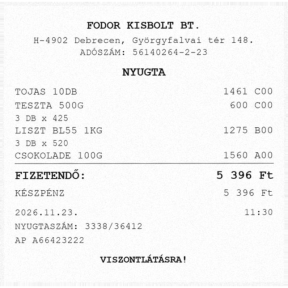 FODOR KISBOLT BT.
H-4902 Debrecen, Györgyfalvai tér 148.
ADÓSZÁM: 56140264-2-23
NYUGTA
TOJAS 10DB 1461 C00
TESZTA 500G 600 C00
3 DB x 425
LISZT BL55 1KG 1275 B00
3 DB x 520
CSOKOLADE 100G 1560 A00
FIZETENDŐ: 5 396 Ft
KÉSZPÉNZ 5 396 Ft
2026.11.23. 11:30
NYUGTASZÁM: 3338/36412
AP A66423222
VISZONTLÁTÁSRA!